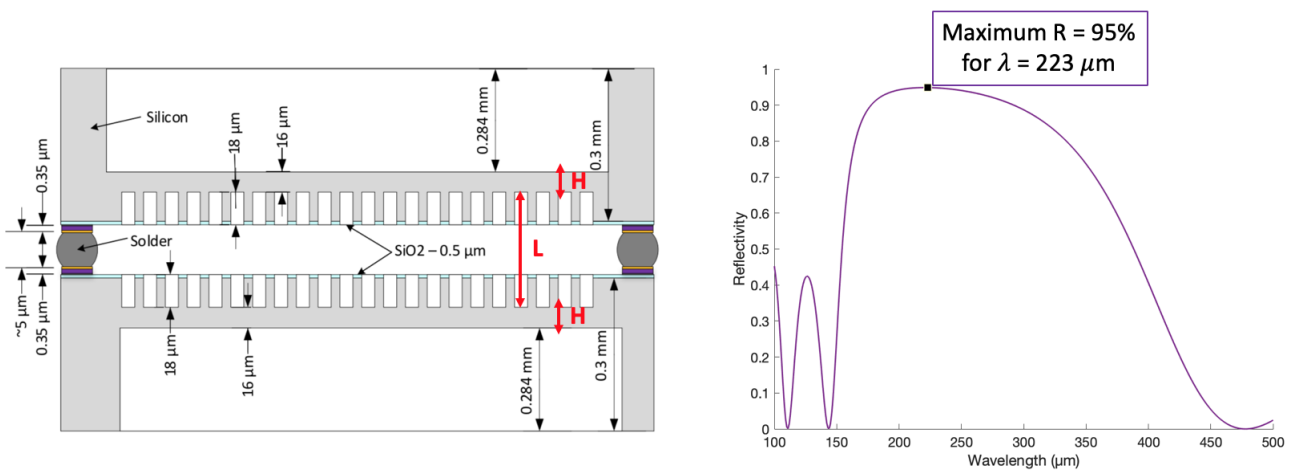 Silicon
18 µm
16 µm
0.284 mm
0.3 mm
H
0.35 µm
Solder
SiO2 – 0.5 µm
L
~5 µm
0.35 µm
H
18 µm
16 µm
0.284 mm
0.3 mm
Maximum R = 95%
for λ = 223 µm
Reflectivity
1
0.9
0.8
0.7
0.6
0.5
0.4
0.3
0.2
0.1
0
100 150 200 250 300 350 400 450 500
Wavelength (µm)